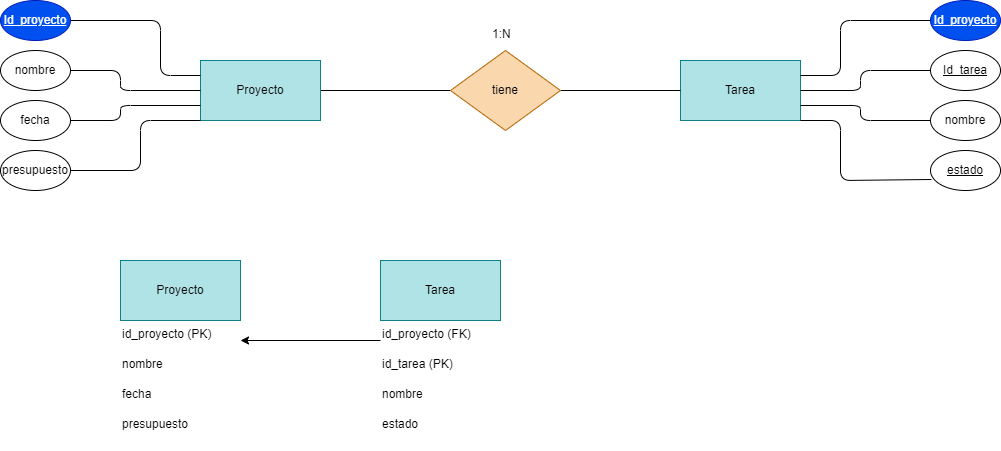 Id_proyecto
nombre
fecha
presupuesto
Proyecto
1:N
tiene
Tarea
Id_proyecto
Id_tarea
nombre
estado
Proyecto
id_proyecto (PK)
nombre
fecha
presupuesto
Tarea
id_proyecto (FK)
id_tarea (PK)
nombre
estado